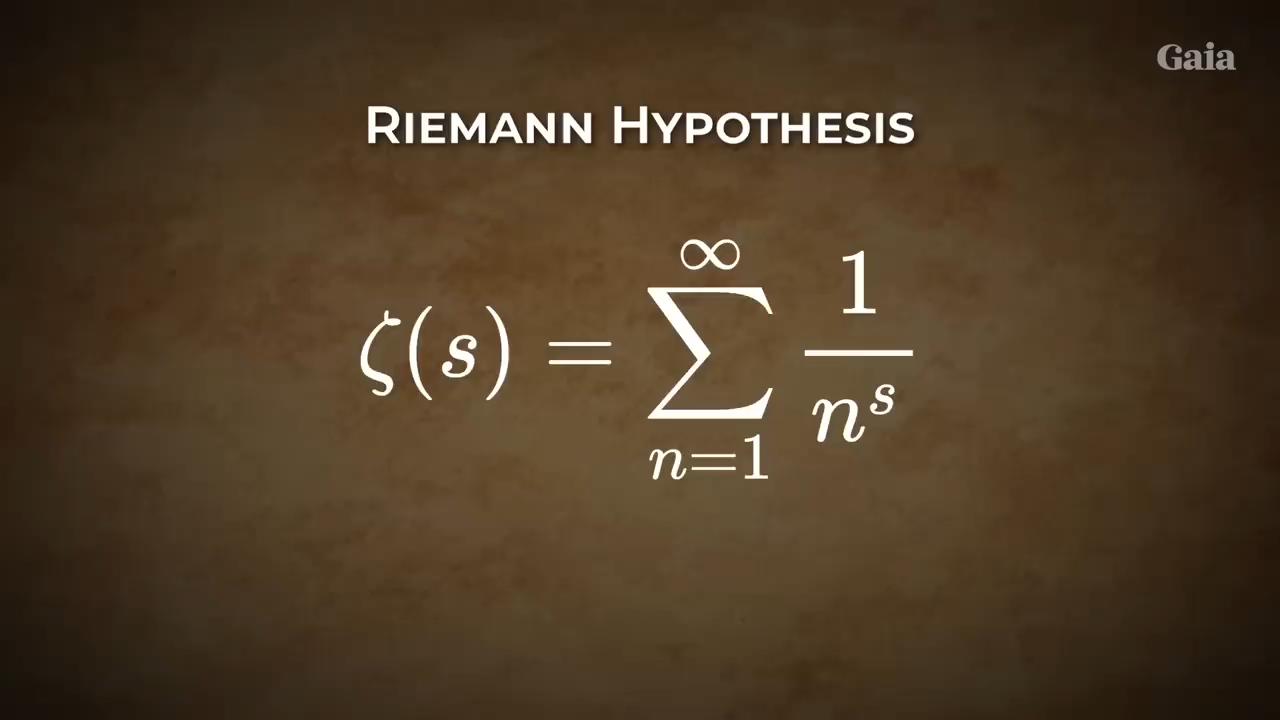 Gaia
RIEMANN HYPOTHESIS
ζ(s) = ∑_{n=1}^{∞} 1/n^s